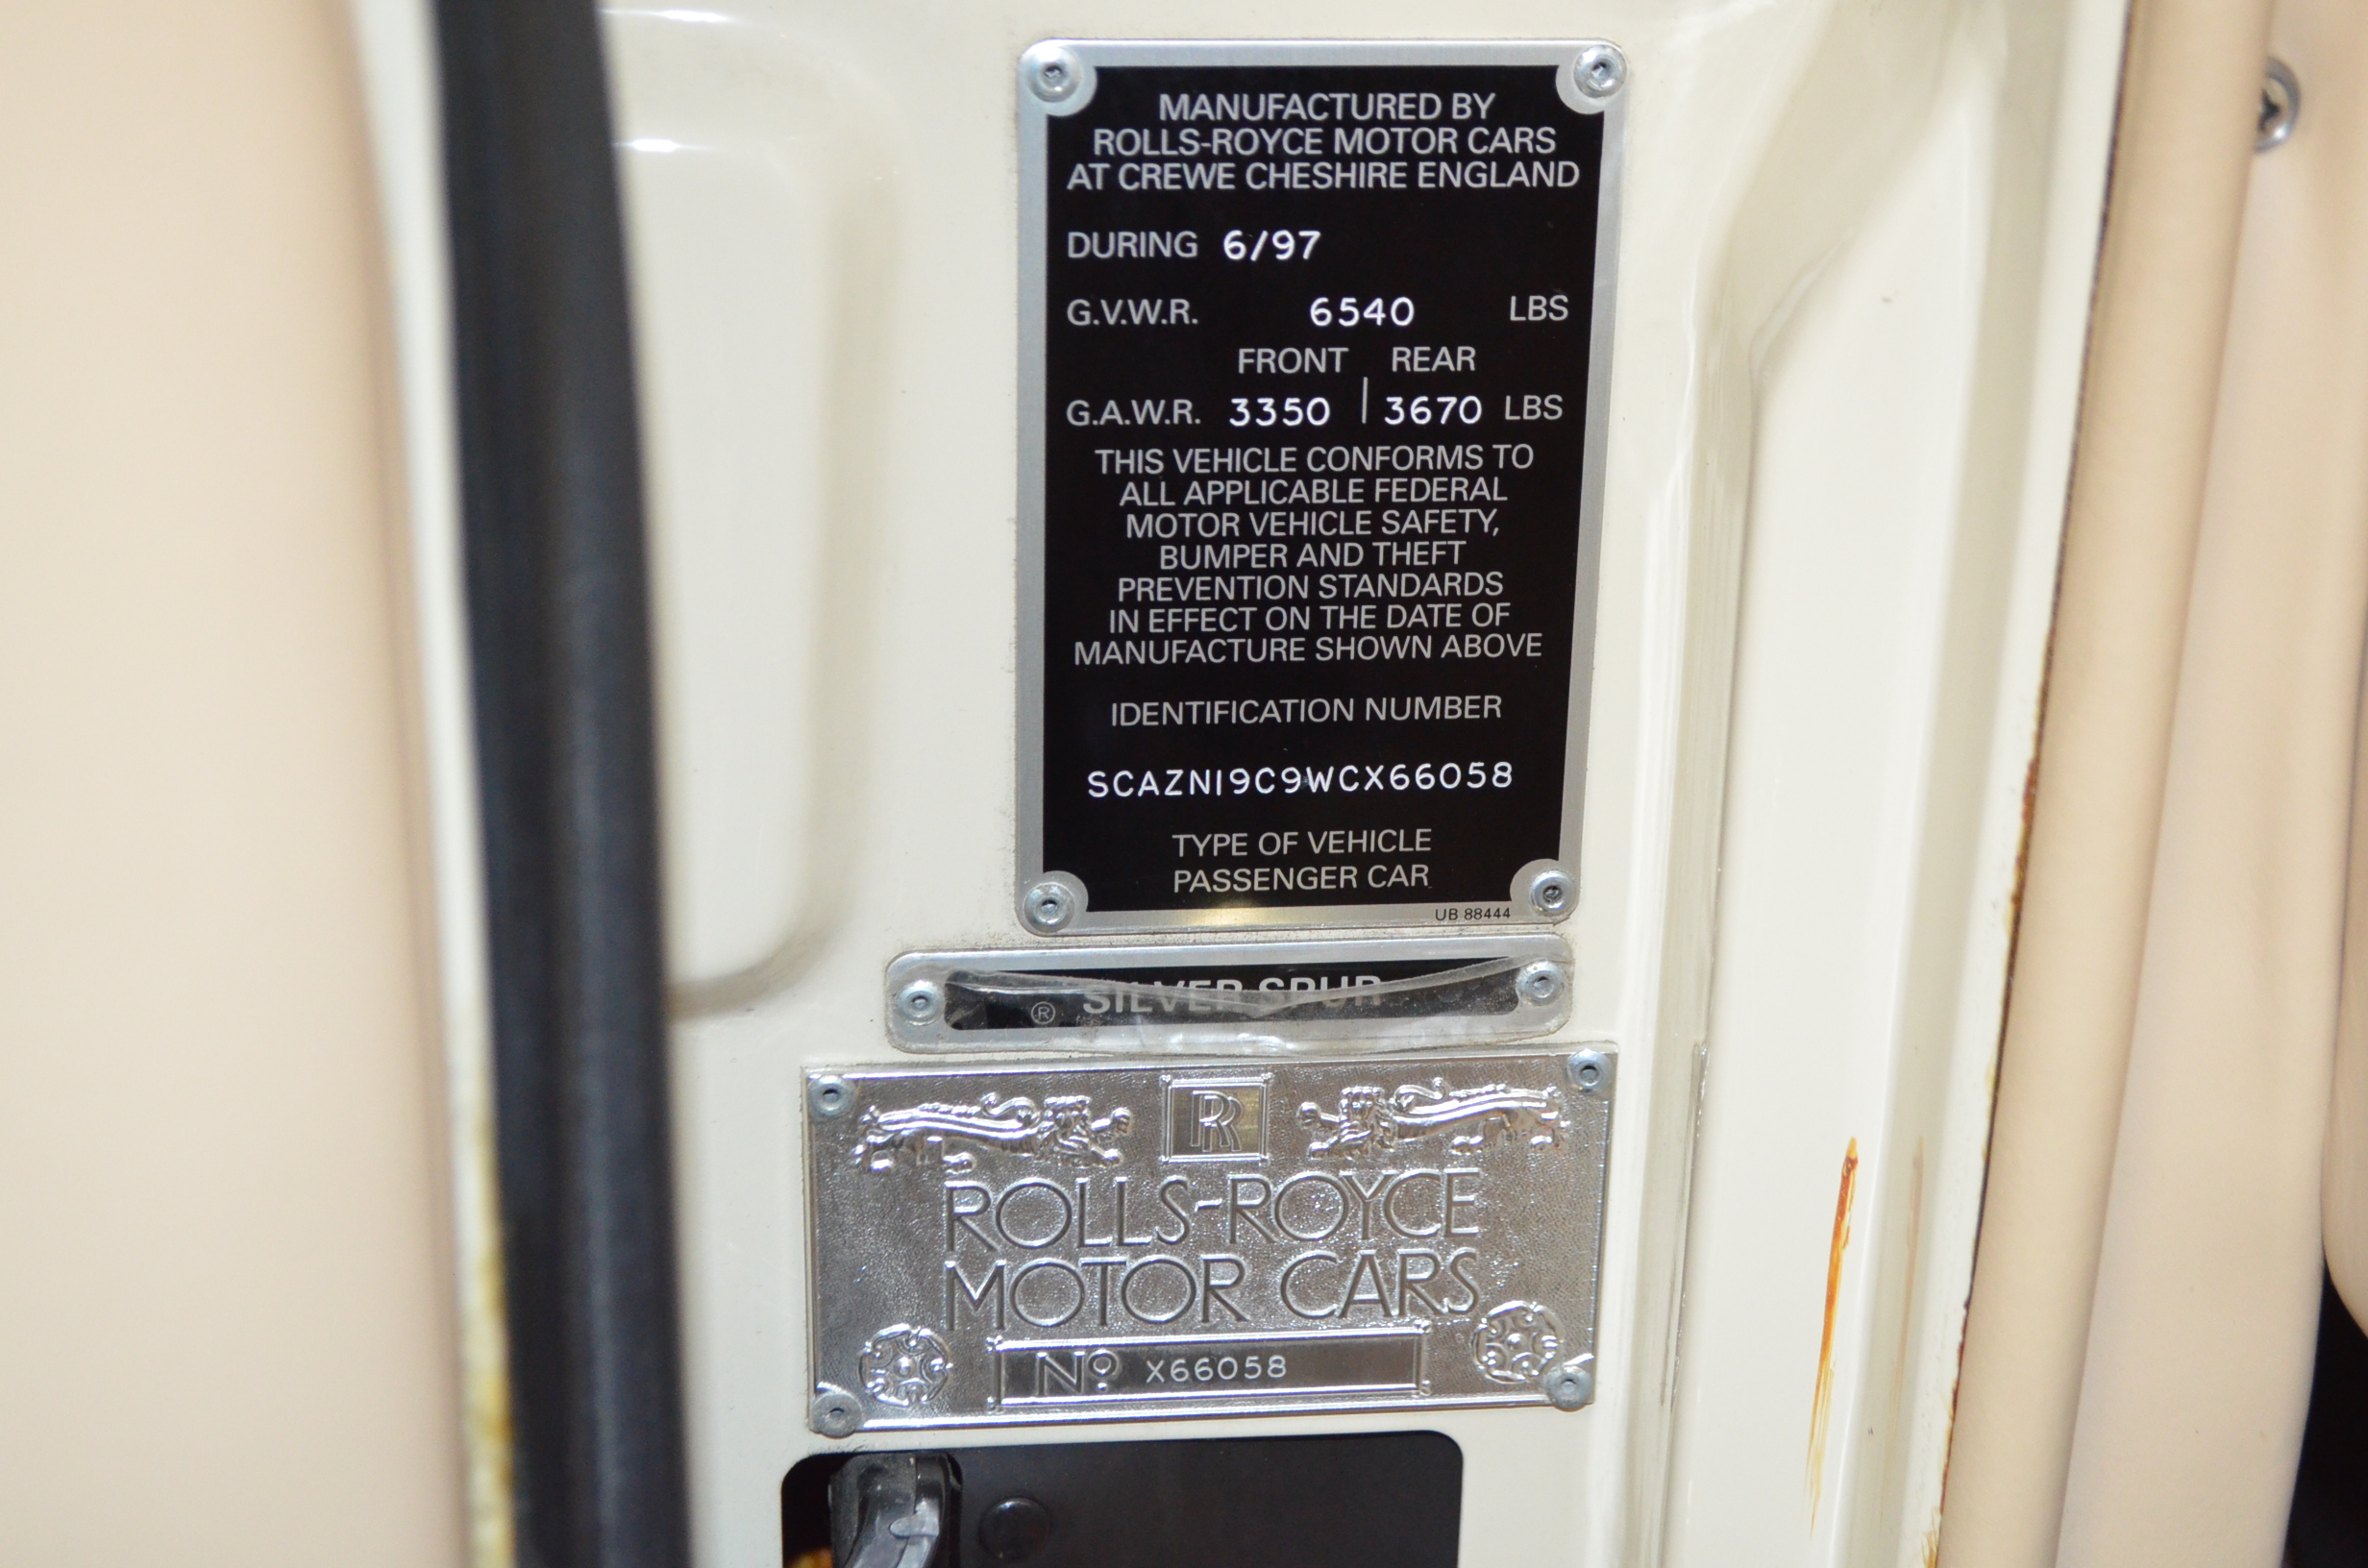 MANUFACTURED BY
ROLLS-ROYCE MOTOR CARS
AT CREWE CHESHIRE ENGLAND
DURING 6/97
G.V.W.R. 6540 LBS
FRONT REAR
G.A.W.R. 3350 | 3670 LBS
THIS VEHICLE CONFORMS TO
ALL APPLICABLE FEDERAL
MOTOR VEHICLE SAFETY,
BUMPER AND THEFT
PREVENTION STANDARDS
IN EFFECT ON THE DATE OF
MANUFACTURE SHOWN ABOVE
IDENTIFICATION NUMBER
SCAZN19C9WCX66058
TYPE OF VEHICLE
PASSENGER CAR
UB 88444
® SILVER SPUR
RR
ROLLS-ROYCE
MOTOR CARS
Nº X66058